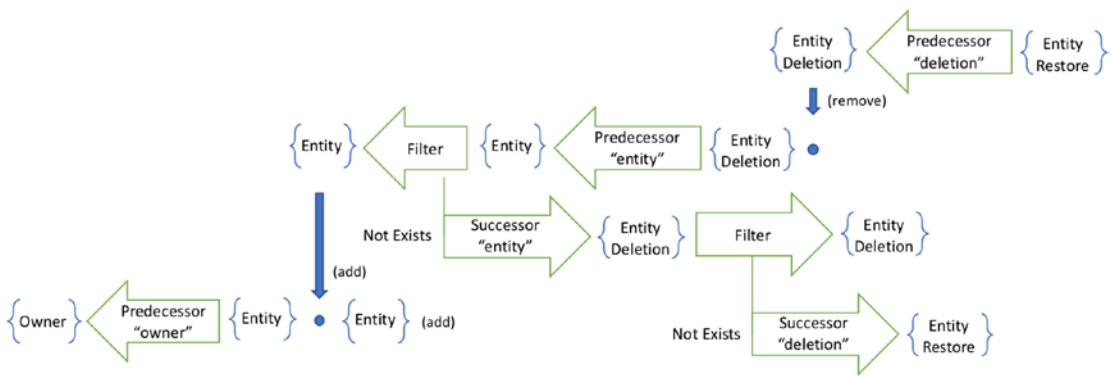 Entity
Deletion
Predecessor
"deletion"
Entity
Restore
(remove)
Entity
Filter
Entity
Predecessor
"entity"
Entity
Deletion
Not Exists
Successor
"entity"
Entity
Deletion
Filter
Entity
Deletion
(add)
Owner
Predecessor
"owner"
Entity
Entity
(add)
Not Exists
Successor
"deletion"
Entity
Restore